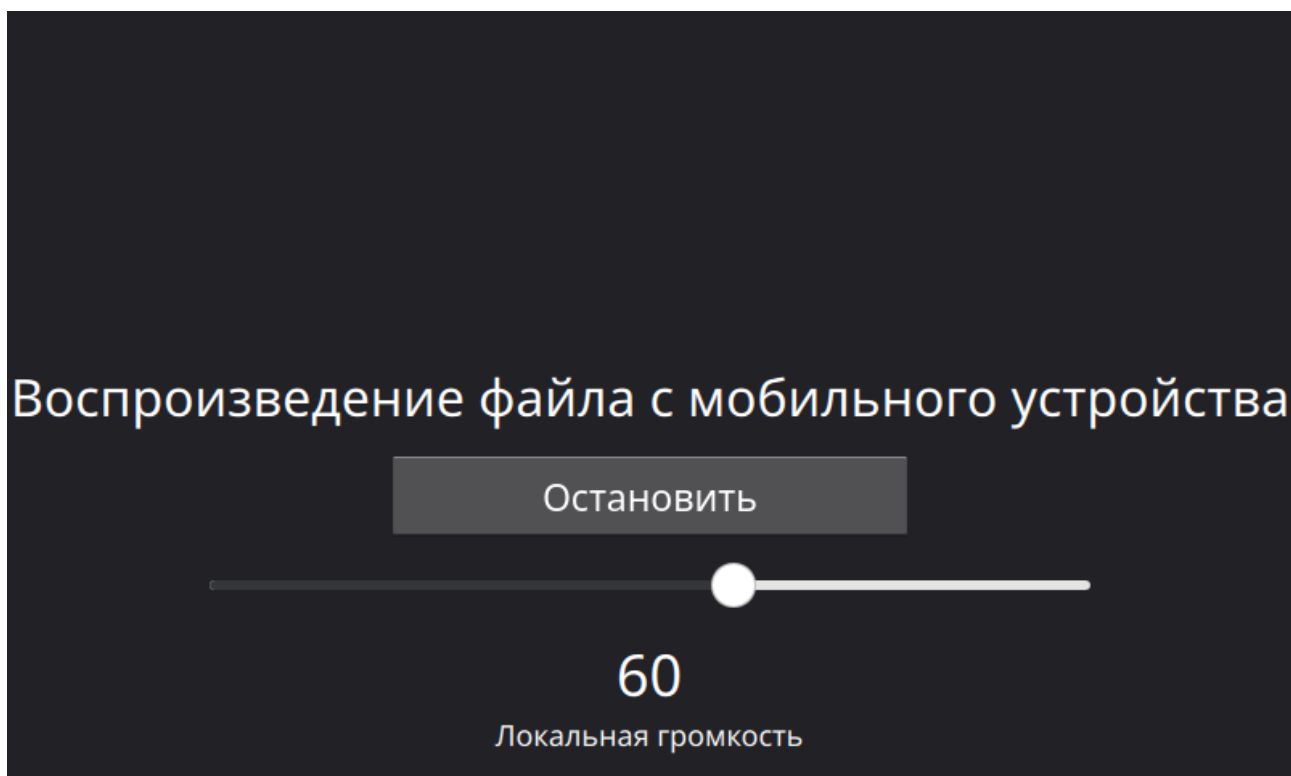 Воспроизведение файла с мобильного устройства
Остановить
60
Локальная громкость